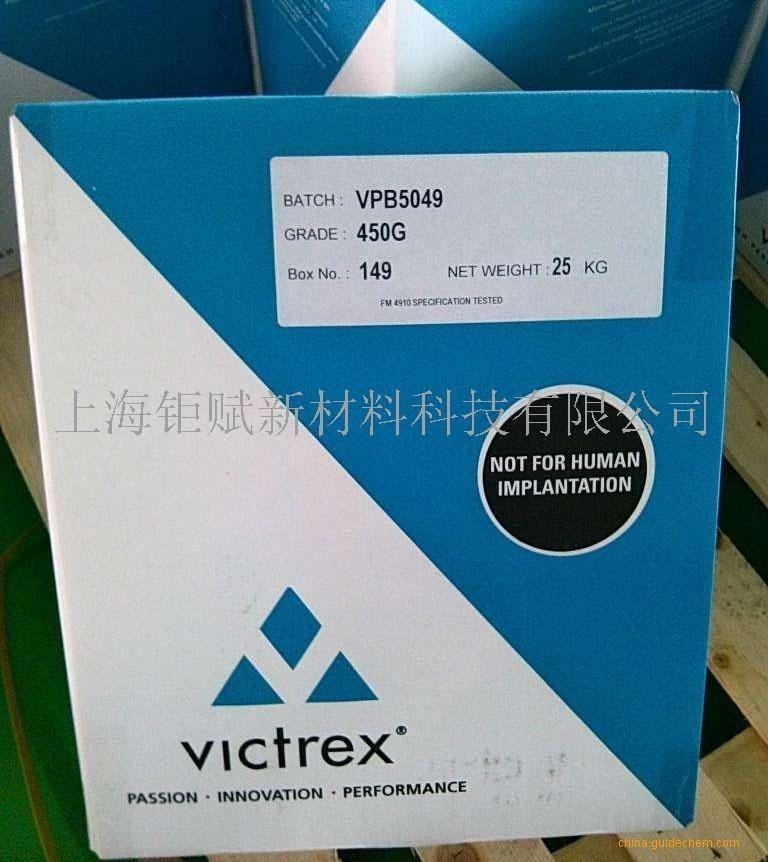 BATCH : VPB5049
GRADE : 450G
Box No. : 149 NET WEIGHT : 25 KG
FM 4910 SPECIFICATION TESTED
上海钜赋新材料科技有限公司
NOT FOR HUMAN
IMPLANTATION
victrex®
PASSION · INNOVATION · PERFORMANCE
china.guidechem.com